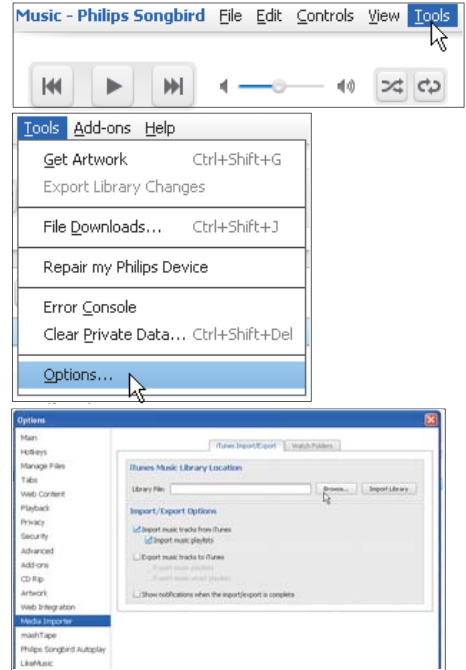 Music - Philips Songbird File Edit Controls View Tools
Tools Add-ons Help
Get Artwork Ctrl+Shift+G
Export Library Changes
File Downloads... Ctrl+Shift+J
Repair my Philips Device
Error Console
Clear Private Data... Ctrl+Shift+Del
Options...
Options
Main
Hotkeys
Manage Files
Tabs
Web Content
Playback
Privacy
Security
Advanced
Add-ons
CD Rip
Artwork
Web Integration
Media Importer
mashTape
Philips Songbird Autoplay
LikeMusic
iTunes Import/Export Watch Folders
iTunes Music Library Location
Library File: Browse... Import Library
Import/Export Options
Import music tracks from iTunes
Import music playlists
Export music tracks to iTunes
Export music playlists
Export music smart playlists
Show notifications when the import/export is complete